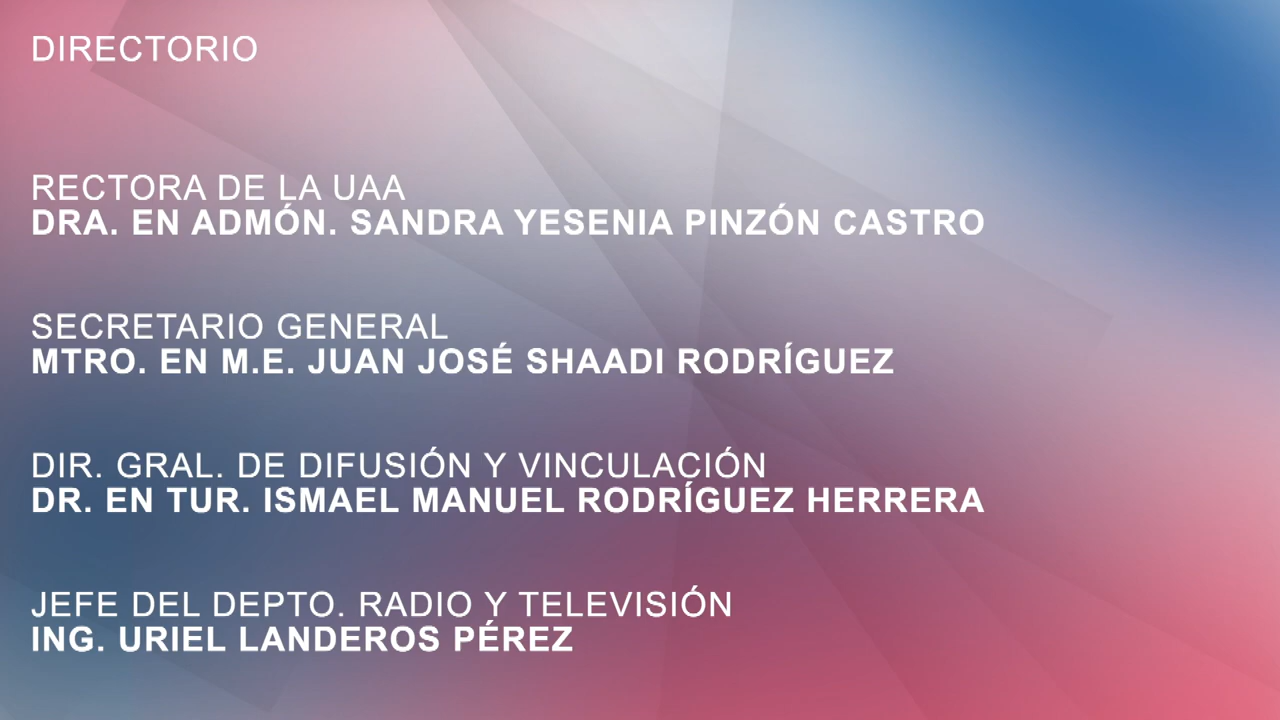 DIRECTORIO
RECTORA DE LA UAA
DRA. EN ADMÓN. SANDRA YESENIA PINZÓN CASTRO
SECRETARIO GENERAL
MTRO. EN M.E. JUAN JOSÉ SHAADI RODRÍGUEZ
DIR. GRAL. DE DIFUSIÓN Y VINCULACIÓN
DR. EN TUR. ISMAEL MANUEL RODRÍGUEZ HERRERA
JEFE DEL DEPTO. RADIO Y TELEVISIÓN
ING. URIEL LANDEROS PÉREZ